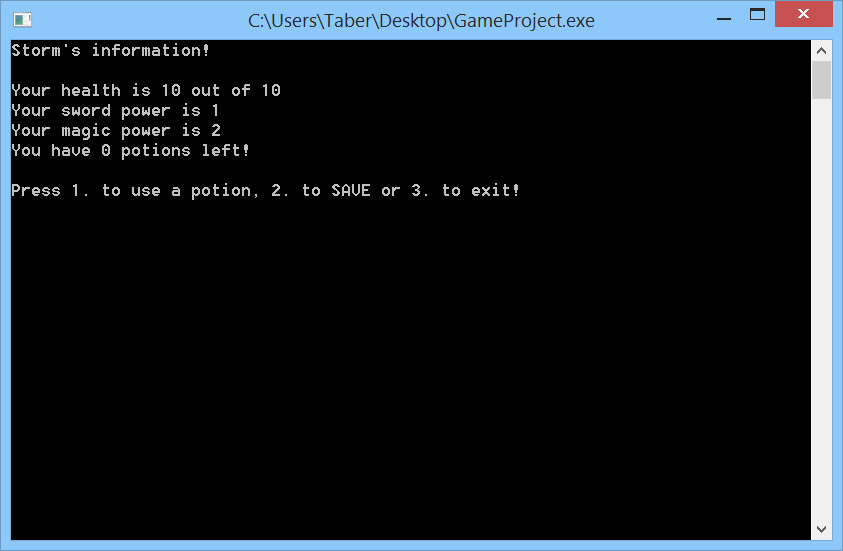 C:\Users\Taber\Desktop\GameProject.exe
Storm's information!
Your health is 10 out of 10
Your sword power is 1
Your magic power is 2
You have 0 potions left!
Press 1. to use a potion, 2. to SAVE or 3. to exit!